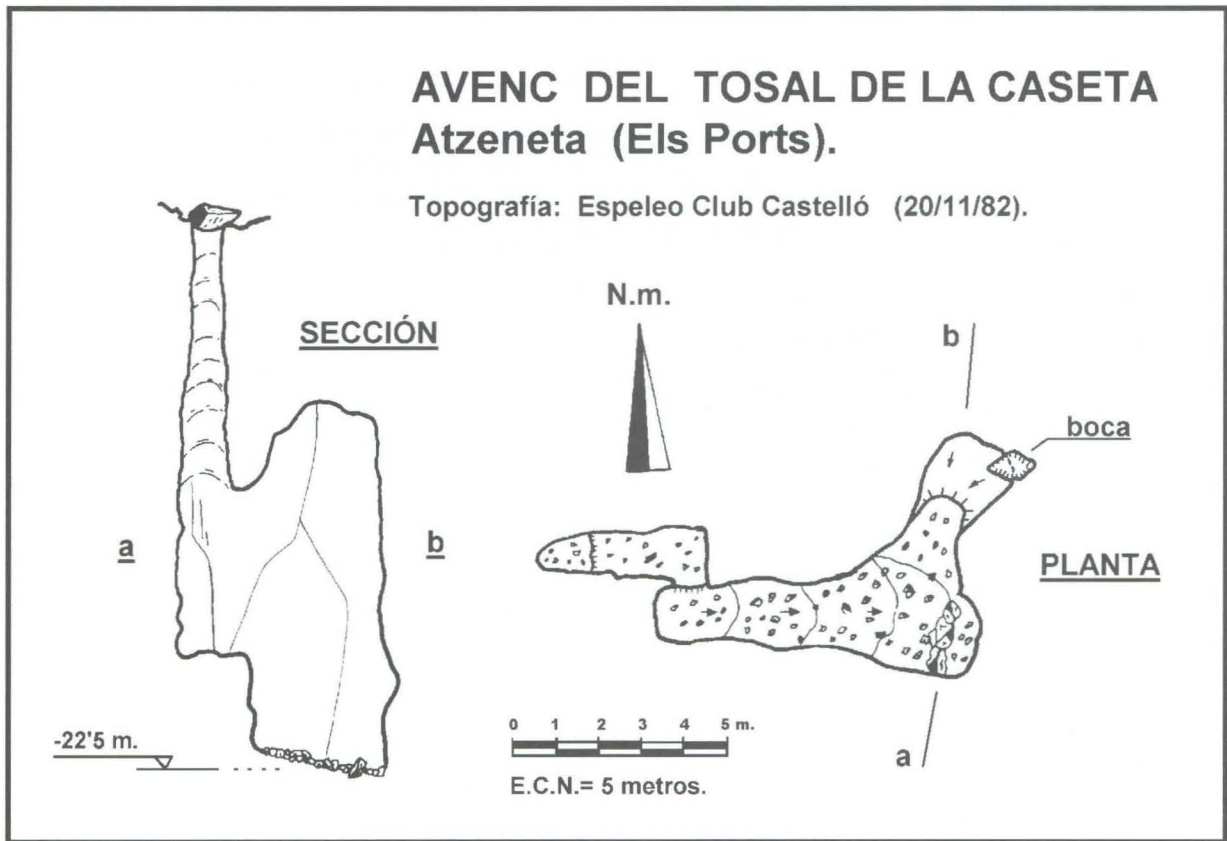 AVENC DEL TOSAL DE LA CASETA
Atzeneta (Els Ports).
Topografía: Espeleo Club Castelló (20/11/82).
SECCIÓN
a
b
-22'5 m.
N.m.
b
boca
PLANTA
a
0 1 2 3 4 5 m.
E.C.N.= 5 metros.